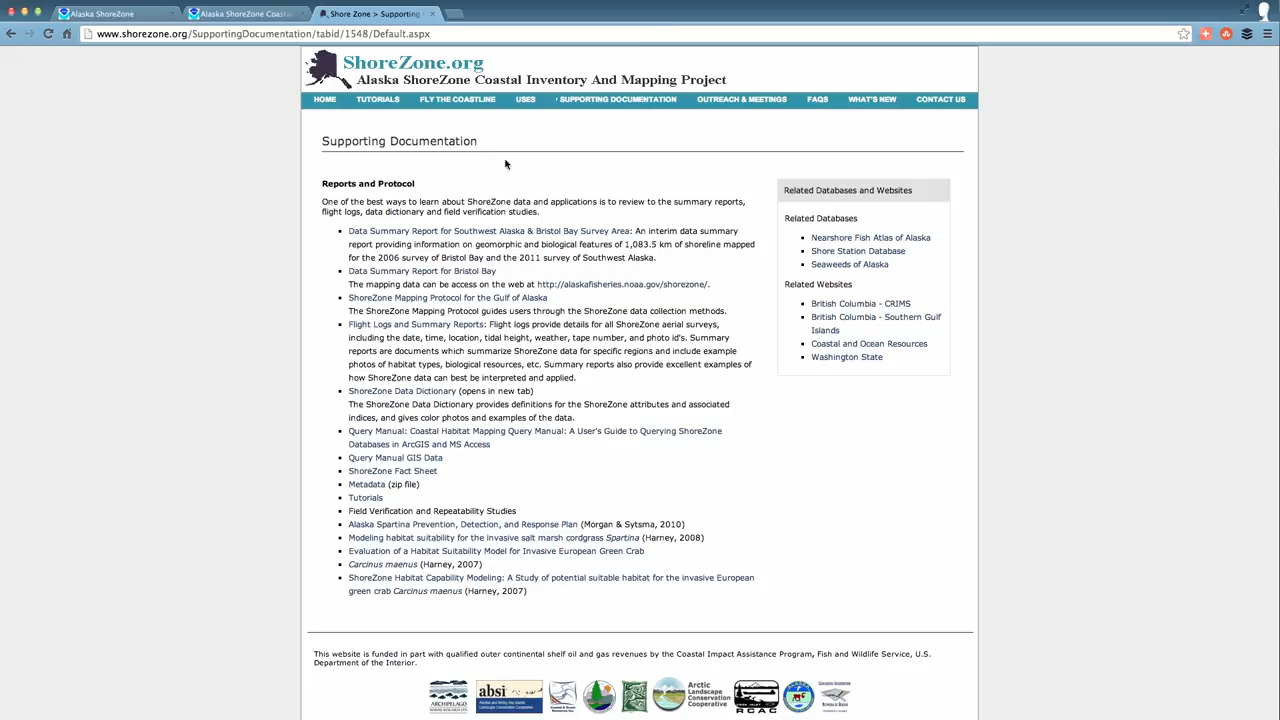 Alaska ShoreZone
Alaska ShoreZone Coasta
Shore Zone > Supporting
www.shorezone.org/SupportingDocumentation/tabid/1548/Default.aspx
ShoreZone.org
Alaska ShoreZone Coastal Inventory And Mapping Project
HOME TUTORIALS FLY THE COASTLINE USES SUPPORTING DOCUMENTATION OUTREACH & MEETINGS FAQS WHAT'S NEW CONTACT US
Supporting Documentation
Reports and Protocol
One of the best ways to learn about ShoreZone data and applications is to review to the summary reports,
flight logs, data dictionary and field verification studies.
Data Summary Report for Southwest Alaska & Bristol Bay Survey Area: An interim data summary
report providing information on geomorphic and biological features of 1,083.5 km of shoreline mapped
for the 2006 survey of Bristol Bay and the 2011 survey of Southwest Alaska.
Data Summary Report for Bristol Bay
The mapping data can be access on the web at http://alaskafisheries.noaa.gov/shorezone/.
ShoreZone Mapping Protocol for the Gulf of Alaska
The ShoreZone Mapping Protocol guides users through the ShoreZone data collection methods.
Flight Logs and Summary Reports: Flight logs provide details for all ShoreZone aerial surveys,
including the date, time, location, tidal height, weather, tape number, and photo id's. Summary
reports are documents which summarize ShoreZone data for specific regions and include example
photos of habitat types, biological resources, etc. Summary reports also provide excellent examples of
how ShoreZone data can best be interpreted and applied.
ShoreZone Data Dictionary (opens in new tab)
The ShoreZone Data Dictionary provides definitions for the ShoreZone attributes and associated
indices, and gives color photos and examples of the data.
Query Manual: Coastal Habitat Mapping Query Manual: A User's Guide to Querying ShoreZone
Databases in ArcGIS and MS Access
Query Manual GIS Data
ShoreZone Fact Sheet
Metadata (zip file)
Tutorials
Field Verification and Repeatability Studies
Alaska Spartina Prevention, Detection, and Response Plan (Morgan & Sytsma, 2010)
Modeling habitat suitability for the invasive salt marsh cordgrass Spartina (Harney, 2008)
Evaluation of a Habitat Suitability Model for Invasive European Green Crab
Carcinus maenus (Harney, 2007)
ShoreZone Habitat Capability Modeling: A Study of potential suitable habitat for the invasive European
green crab Carcinus maenus (Harney, 2007)
Related Databases and Websites
Related Databases
Nearshore Fish Atlas of Alaska
Shore Station Database
Seaweeds of Alaska
Related Websites
British Columbia - CRIMS
British Columbia - Southern Gulf
Islands
Coastal and Ocean Resources
Washington State
This website is funded in part with qualified outer continental shelf oil and gas revenues by the Coastal Impact Assistance Program, Fish and Wildlife Service, U.S.
Department of the Interior.
ARCHIPELAGO
absi
Arctic
Landscape
Conservation
Cooperative
RCAC